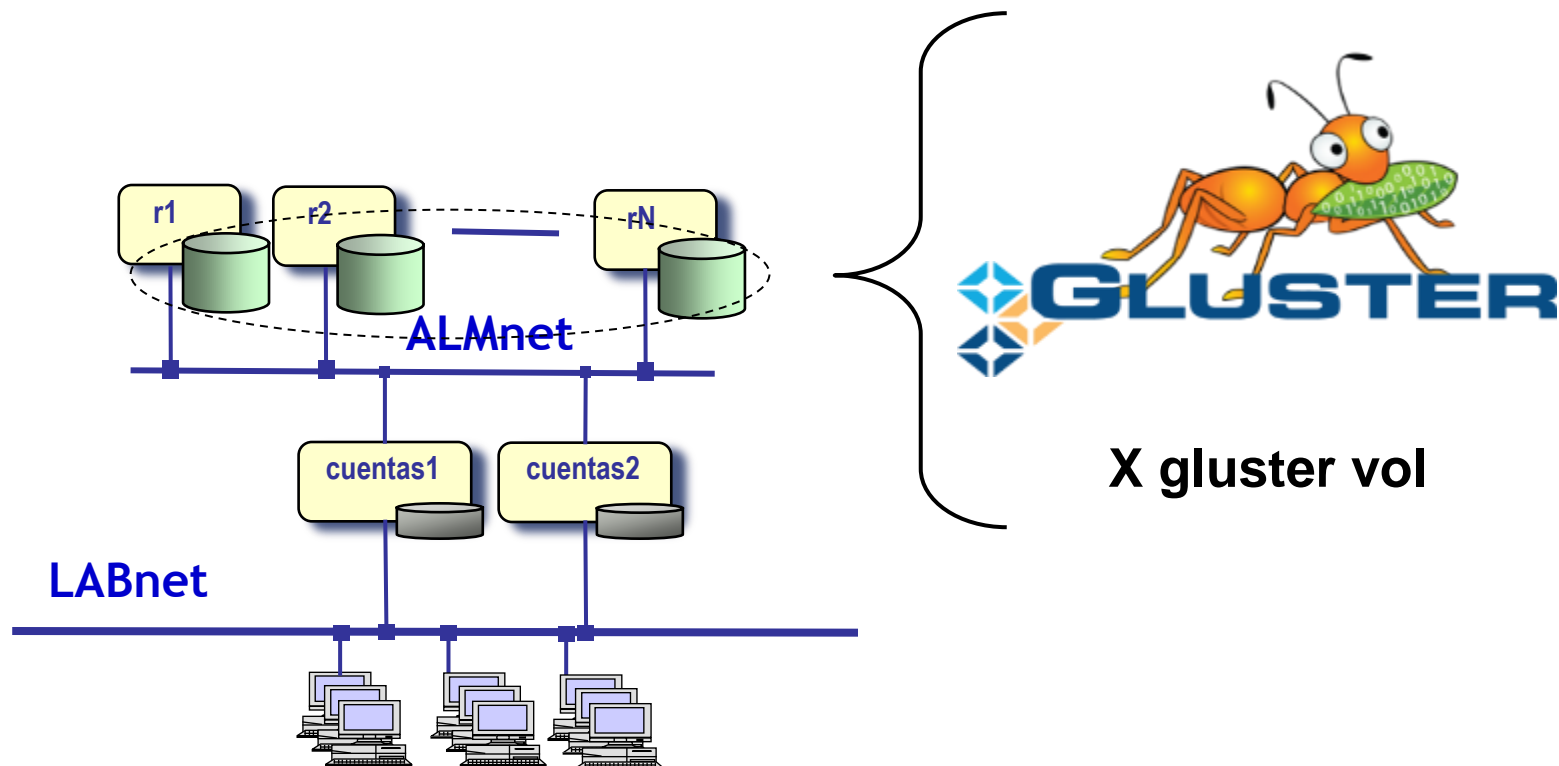 r1
r2
rN
ALMnet
cuentas1
cuentas2
LABnet
GLUSTER
X gluster vol